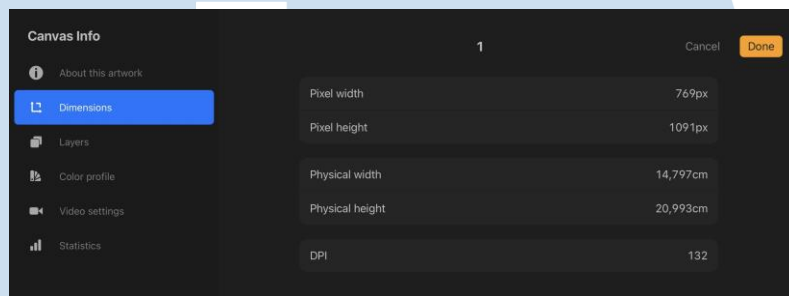 Canvas Info
1
Cancel
Done
About this artwork
Dimensions
Layers
Color profile
Video settings
Statistics
Pixel width 769px
Pixel height 1091px
Physical width 14,797cm
Physical height 20,993cm
DPI 132